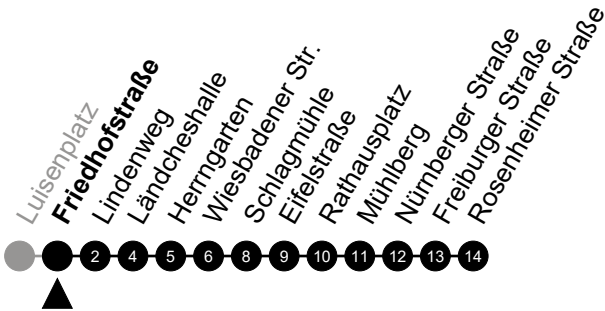 Luisenplatz
Friedhofstraße
Lindenweg
Ländcheshalle
Herrngarten
Wiesbadener Str.
Schlagmühle
Eifelstraße
Rathausplatz
Mühlberg
Nürnberger Straße
Freiburger Straße
Rosenheimer Straße
2 4 5 6 8 9 10 11 12 13 14